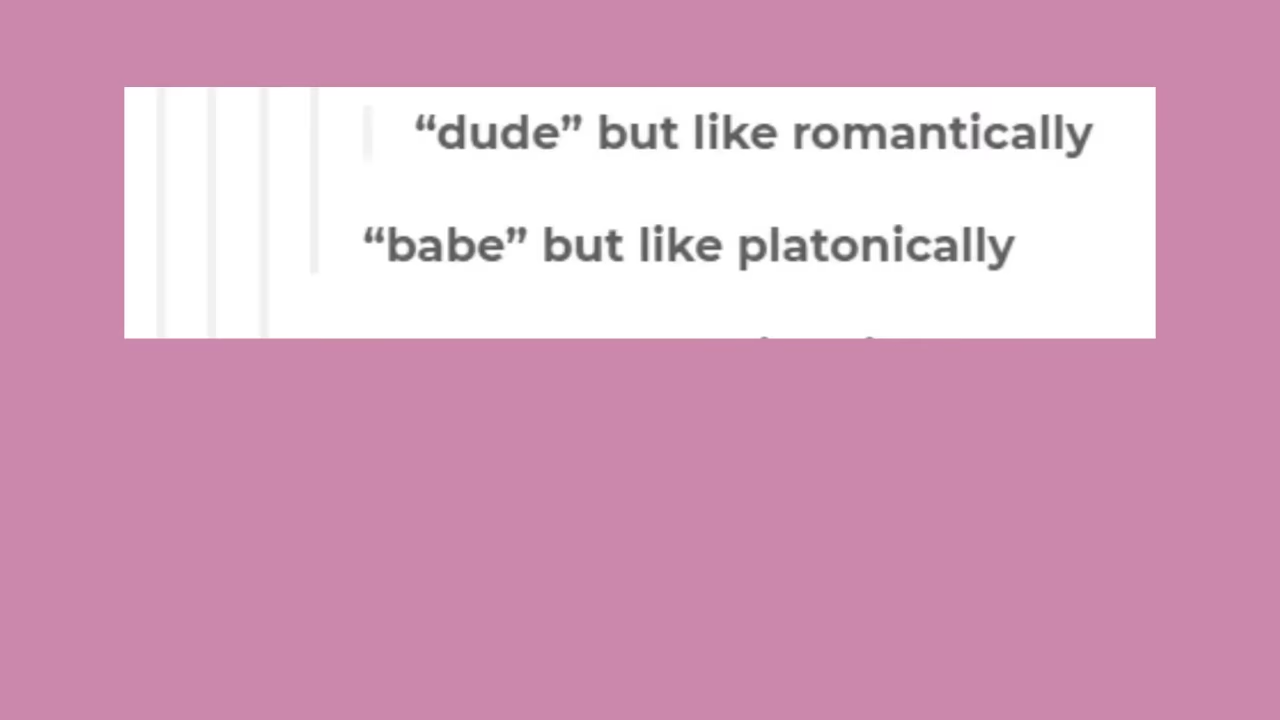 “dude” but like romantically
“babe” but like platonically